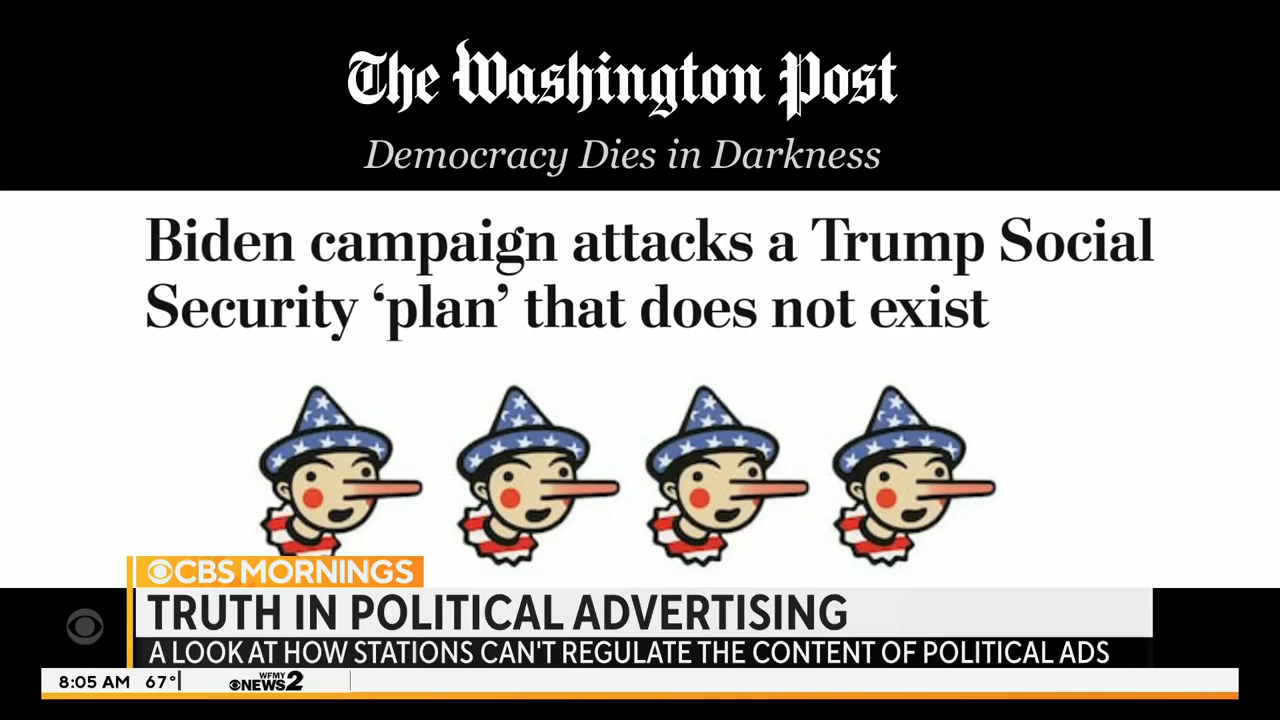 The Washington Post
Democracy Dies in Darkness
Biden campaign attacks a Trump Social
Security ‘plan’ that does not exist
CBS MORNINGS
TRUTH IN POLITICAL ADVERTISING
A LOOK AT HOW STATIONS CAN'T REGULATE THE CONTENT OF POLITICAL ADS
8:05 AM 67° WFMY NEWS 2